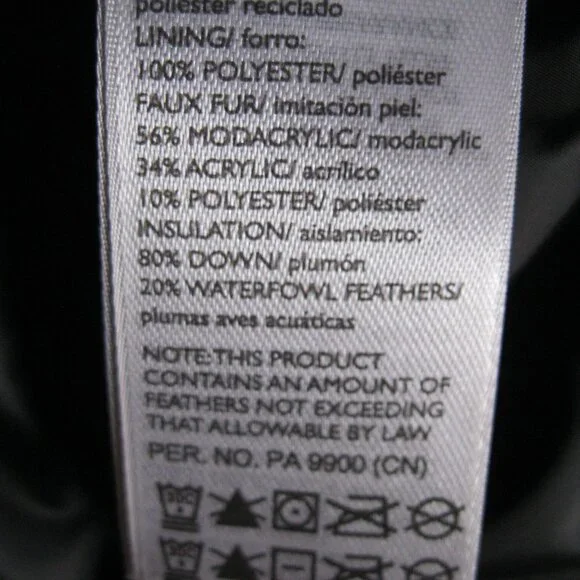 poliéster reciclado
LINING/ forro:
100% POLYESTER/ poliéster
FAUX FUR/ imitación piel:
56% MODACRYLIC/ modacrylic
34% ACRYLIC/ acrílico
10% POLYESTER/ poliéster
INSULATION/ aislamiento:
80% DOWN/ plumón
20% WATERFOWL FEATHERS/
plumas aves acuáticas
NOTE:THIS PRODUCT
CONTAINS AN AMOUNT OF
FEATHERS NOT EXCEEDING
THAT ALLOWABLE BY LAW
PER. NO. PA 9900 (CN)